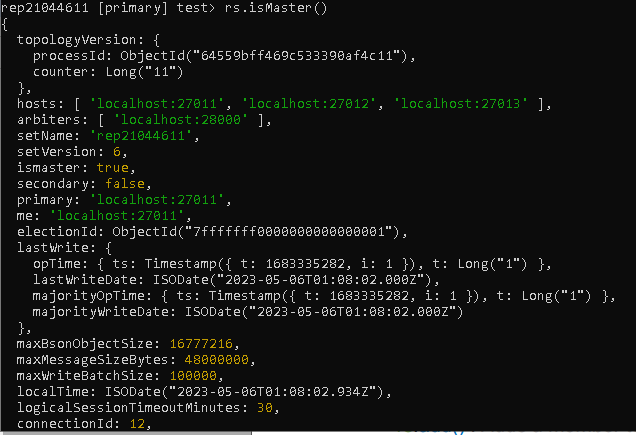 rep21044611 [primary] test> rs.isMaster()
{
  topologyVersion: {
    processId: ObjectId("64559bff469c533390af4c11"),
    counter: Long("11")
  },
  hosts: [ 'localhost:27011', 'localhost:27012', 'localhost:27013' ],
  arbiters: [ 'localhost:28000' ],
  setName: 'rep21044611',
  setVersion: 6,
  ismaster: true,
  secondary: false,
  primary: 'localhost:27011',
  me: 'localhost:27011',
  electionId: ObjectId("7fffffff0000000000000001"),
  lastWrite: {
    opTime: { ts: Timestamp({ t: 1683335282, i: 1 }), t: Long("1") },
    lastWriteDate: ISODate("2023-05-06T01:08:02.000Z"),
    majorityOpTime: { ts: Timestamp({ t: 1683335282, i: 1 }), t: Long("1") },
    majorityWriteDate: ISODate("2023-05-06T01:08:02.000Z")
  },
  maxBsonObjectSize: 16777216,
  maxMessageSizeBytes: 48000000,
  maxWriteBatchSize: 100000,
  localTime: ISODate("2023-05-06T01:08:02.934Z"),
  logicalSessionTimeoutMinutes: 30,
  connectionId: 12,